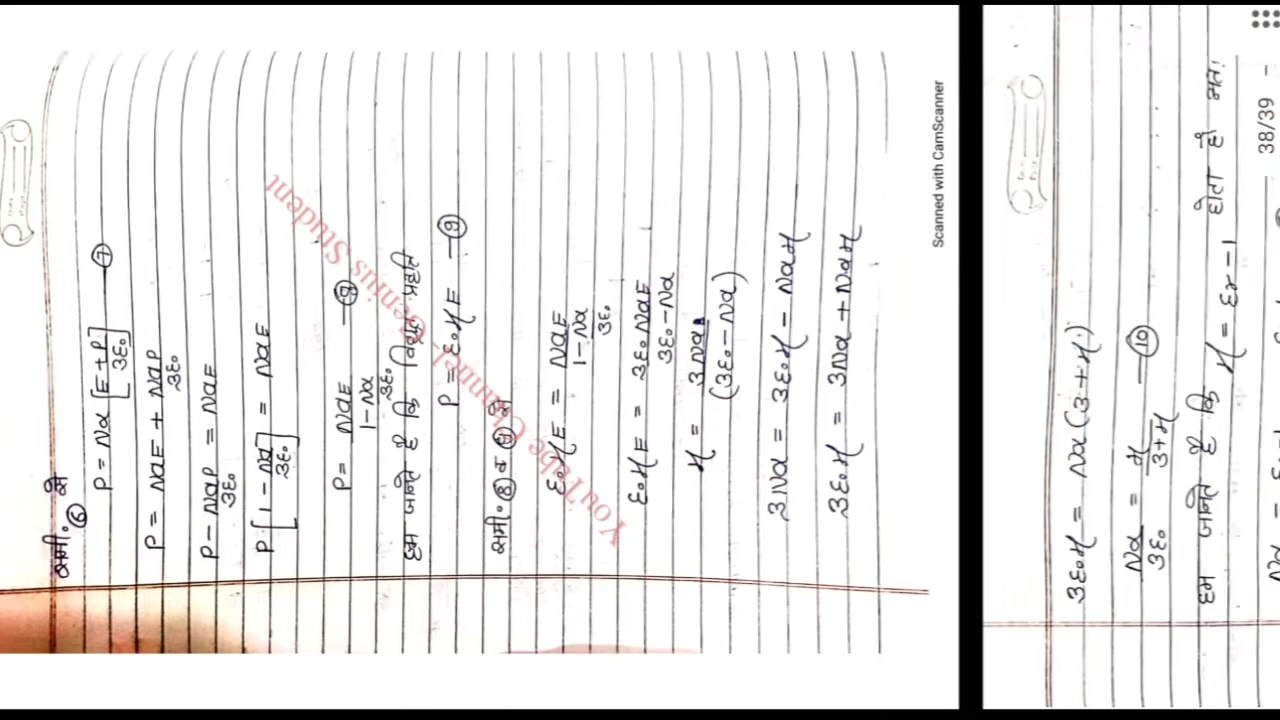 समी. ⑥ से
P = Nα [E + P/3ε₀] —⑦
P = NαE + NαP/3ε₀
P − NαP/3ε₀ = NαE
P [1 − Nα/3ε₀] = NαE
P = NαE/(1 − Nα/3ε₀) —⑧
हम जानते है कि विद्युत प्रवृति
P = ε₀χE —⑨
समी. ⑧ व ⑨ से
ε₀χE = NαE/(1 − Nα/3ε₀)
ε₀χE = 3ε₀NαE/(3ε₀ − Nα)
χ = 3Nα/(3ε₀ − Nα)
3Nα = 3ε₀χ − Nαχ
3ε₀χ = 3Nα + Nαχ
Scanned with CamScanner
YouTube Channel, Genius Student
3ε₀χ = Nα(3 + χ)
Nα/3ε₀ = χ/(3 + χ) —⑩
हम जानते है कि होता है अतः
χ = εr − 1
38/39